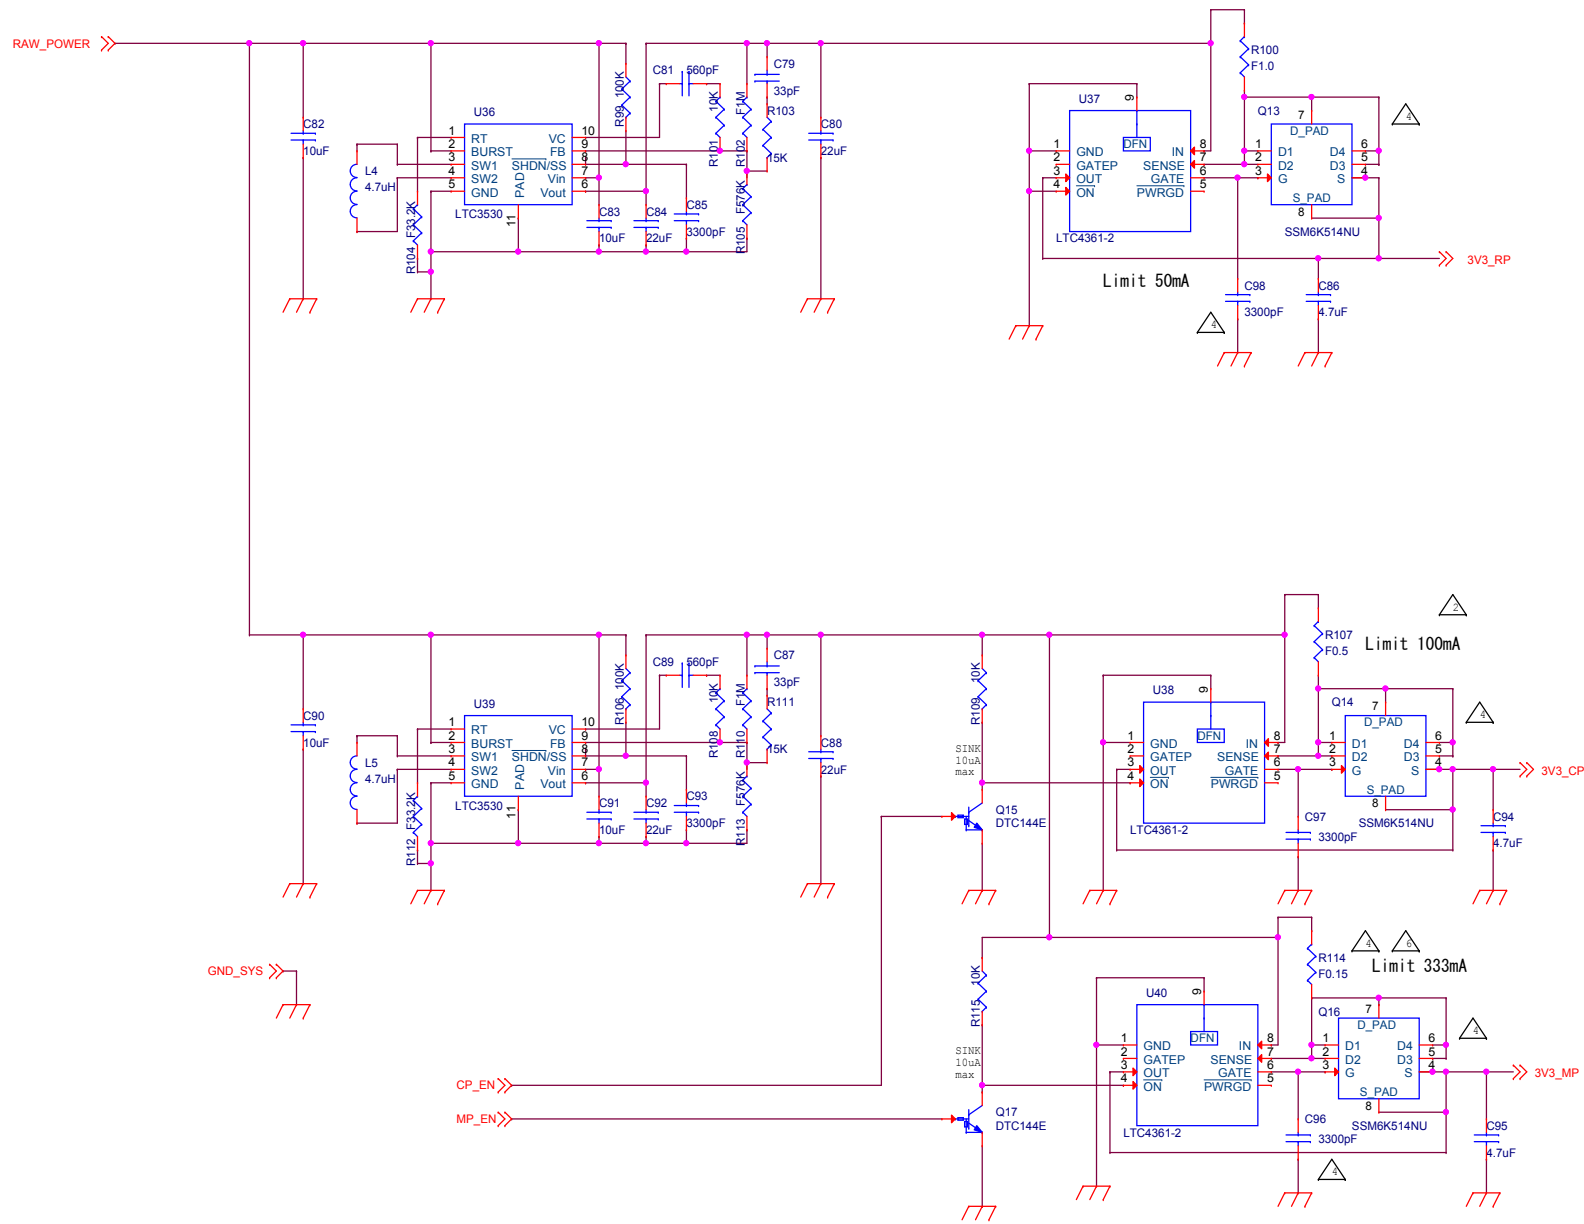 RAW_POWER
C82
10uF
L4
4.7uH
R104 F33.2K
U36
1 RT VC 10
2 BURST FB 9
3 SW1 SHDN/SS 8
4 SW2 Vin 7
5 GND Vout 6
PAD
11
LTC3530
R99 100K
C81 560pF
R101 10K
R102 F1M
C79
33pF
R103
15K
R105 F576K
C80
22uF
C83
10uF
C84
22uF
C85
3300pF
U37
9
DFN
1 GND IN 8
2 GATEP SENSE 7
3 OUT GATE 6
4 ON PWRGD 5
LTC4361-2
Limit 50mA
R100
F1.0
Q13
7
D_PAD
1 D1 D4 6
2 D2 D3 5
3 G S 4
S_PAD
8
SSM6K514NU
4
3V3_RP
C98
3300pF
4
C86
4.7uF
C90
10uF
L5
4.7uH
R112 F33.2K
U39
1 RT VC 10
2 BURST FB 9
3 SW1 SHDN/SS 8
4 SW2 Vin 7
5 GND Vout 6
PAD
11
LTC3530
R106 100K
C89 560pF
R108 10K
R110 F1M
C87
33pF
R111
15K
R113 F576K
C88
22uF
C91
10uF
C92
22uF
C93
3300pF
R109 10K
SINK
10uA
max
Q15
DTC144E
U38
9
DFN
1 GND IN 8
2 GATEP SENSE 7
3 OUT GATE 6
4 ON PWRGD 5
LTC4361-2
R107
F0.5
2
Limit 100mA
Q14
7
D_PAD
1 D1 D4 6
2 D2 D3 5
3 G S 4
S_PAD
8
SSM6K514NU
4
3V3_CP
C97
3300pF
C94
4.7uF
GND_SYS
CP_EN
MP_EN
R115 10K
SINK
10uA
max
Q17
DTC144E
U40
9
DFN
1 GND IN 8
2 GATEP SENSE 7
3 OUT GATE 6
4 ON PWRGD 5
LTC4361-2
R114
F0.15
4
6
Limit 333mA
Q16
7
D_PAD
1 D1 D4 6
2 D2 D3 5
3 G S 4
S_PAD
8
SSM6K514NU
4
3V3_MP
C96
3300pF
4
C95
4.7uF